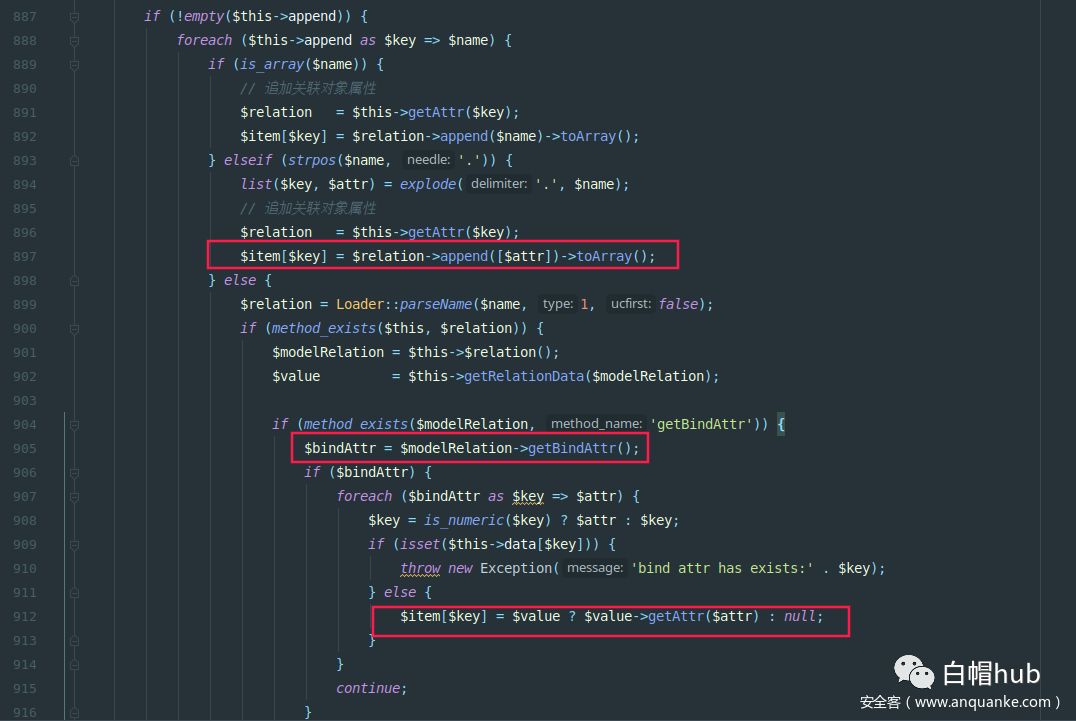 887 if (!empty($this->append)) {
888 foreach ($this->append as $key => $name) {
889 if (is_array($name)) {
890 // 追加关联对象属性
891 $relation   = $this->getAttr($key);
892 $item[$key] = $relation->append($name)->toArray();
893 } elseif (strpos($name, needle: '.')) {
894 list($key, $attr) = explode( delimiter: '.', $name);
895 // 追加关联对象属性
896 $relation   = $this->getAttr($key);
897 $item[$key] = $relation->append([$attr])->toArray();
898 } else {
899 $relation = Loader::parseName($name, type: 1, ucfirst: false);
900 if (method_exists($this, $relation)) {
901 $modelRelation = $this->$relation();
902 $value         = $this->getRelationData($modelRelation);
903
904 if (method_exists($modelRelation, method_name: 'getBindAttr')) {
905 $bindAttr = $modelRelation->getBindAttr();
906 if ($bindAttr) {
907 foreach ($bindAttr as $key => $attr) {
908 $key = is_numeric($key) ? $attr : $key;
909 if (isset($this->data[$key])) {
910 throw new Exception( message: 'bind attr has exists:' . $key);
911 } else {
912 $item[$key] = $value ? $value->getAttr($attr) : null;
913 }
914 }
915 continue;
916 }
白帽hub
安全客（www.anquanke.com）